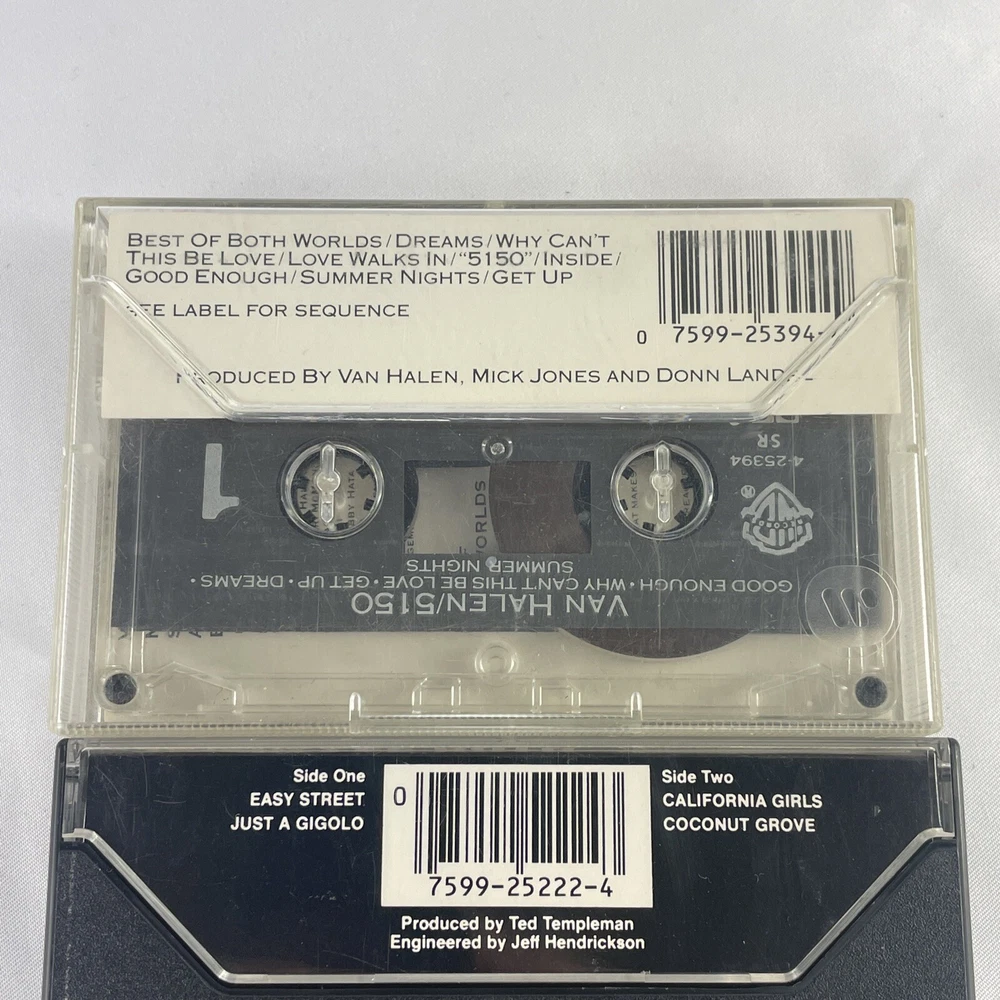 BEST OF BOTH WORLDS/DREAMS/WHY CAN'T
THIS BE LOVE/LOVE WALKS IN/"5150"/INSIDE/
GOOD ENOUGH/SUMMER NIGHTS/GET UP
SEE LABEL FOR SEQUENCE
0 7599-25394-
PRODUCED BY VAN HALEN, MICK JONES AND DONN
1
SR
4-25394
WORLDS
VAN HALEN/5150
GOOD ENOUGH • WHY CAN'T THIS BE LOVE • GET UP • DREAMS •
SUMMER NIGHTS
Side One
EASY STREET
JUST A GIGOLO
0
7599-25222-4
Side Two
CALIFORNIA GIRLS
COCONUT GROVE
Produced by Ted Templeman
Engineered by Jeff Hendrickson